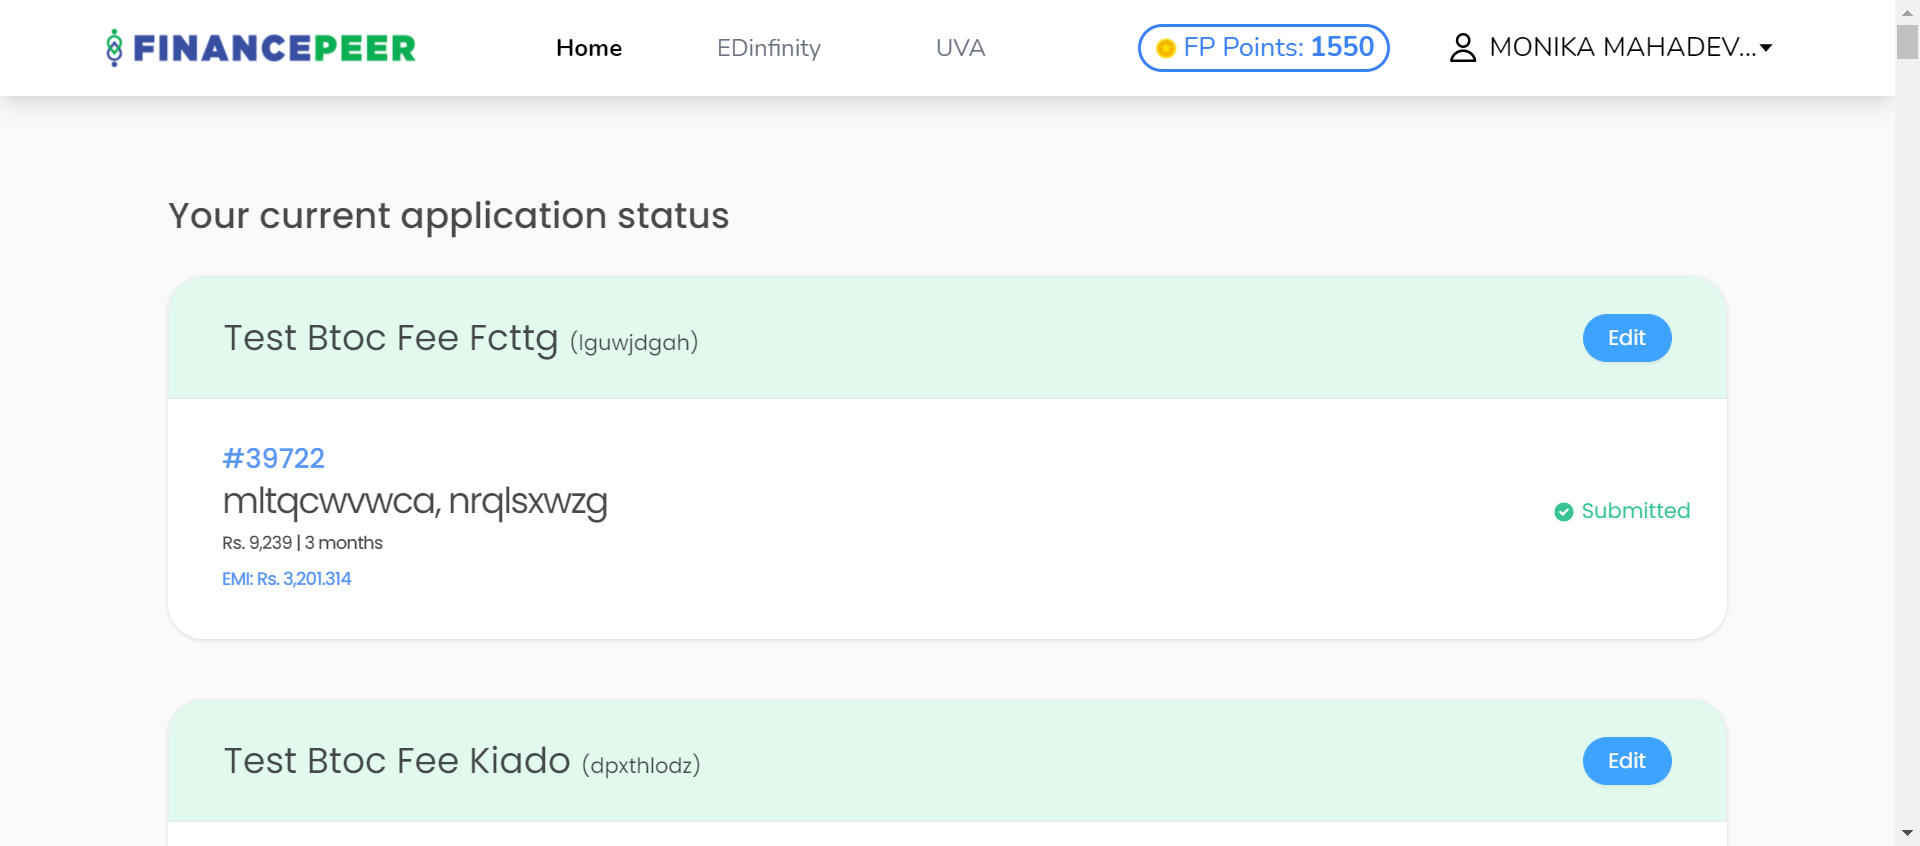 FINANCEPEER
Home
EDinfinity
UVA
FP Points: 1550
MONIKA MAHADEV...
Your current application status
Test Btoc Fee Fcttg (lguwjdgah)
Edit
#39722
mltqcwvwca, nrqlsxwzg
Rs. 9,239 | 3 months
EMI: Rs. 3,201.314
Submitted
Test Btoc Fee Kiado (dpxthlodz)
Edit